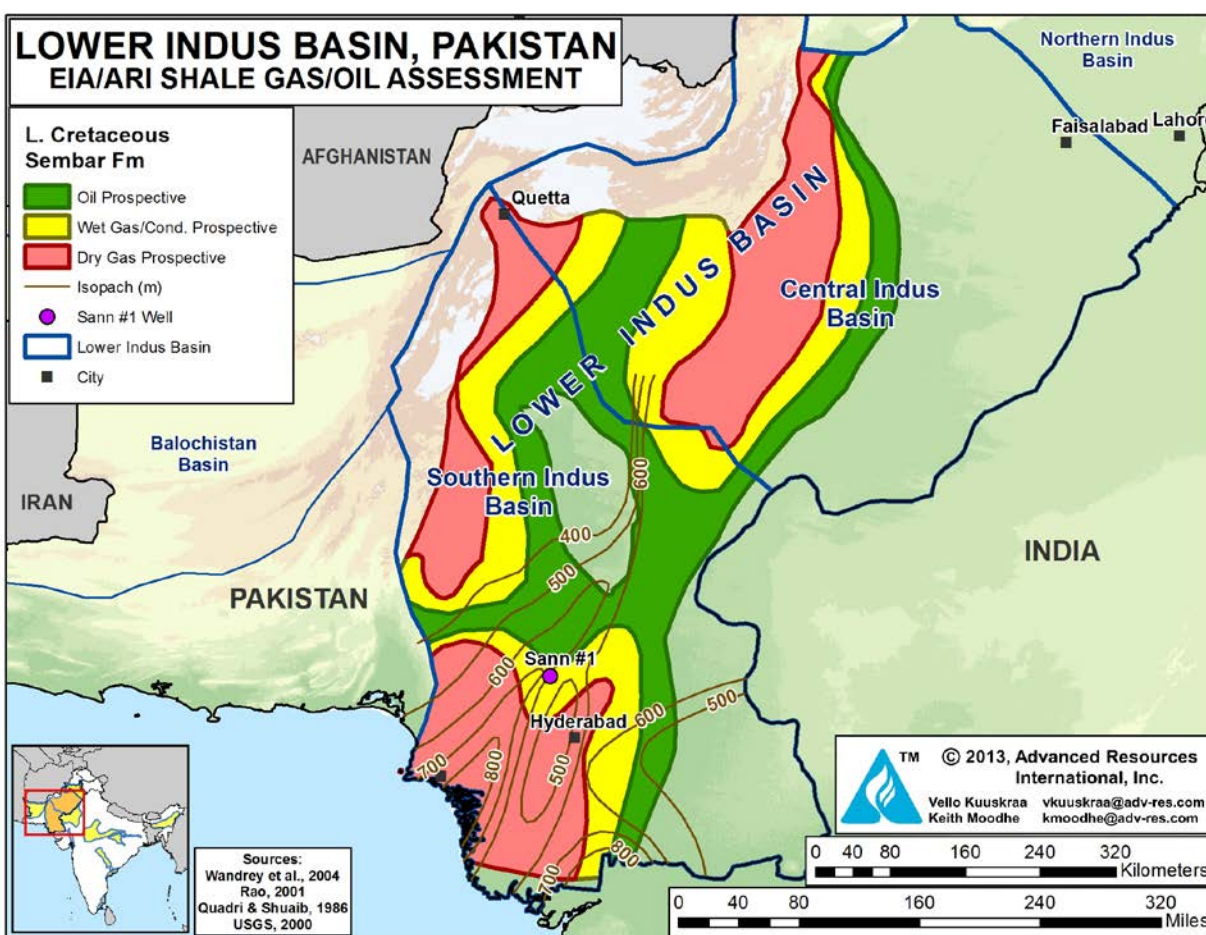 LOWER INDUS BASIN, PAKISTAN
EIA/ARI SHALE GAS/OIL ASSESSMENT
L. Cretaceous
Sembar Fm
Oil Prospective
Wet Gas/Cond. Prospective
Dry Gas Prospective
Isopach (m)
Sann #1 Well
Lower Indus Basin
City
AFGHANISTAN
Northern Indus
Basin
Faisalabad
Lahore
Quetta
LOWER INDUS BASIN
Central Indus
Basin
Balochistan
Basin
IRAN
Southern Indus
Basin
600
400
500
INDIA
PAKISTAN
Sann #1
600
Hyderabad
600
500
700
800
500
800
700
TM
© 2013, Advanced Resources
International, Inc.
Vello Kuuskraa vkuuskraa@adv-res.com
Keith Moodhe kmoodhe@adv-res.com
0 40 80 160 240 320
Kilometers
0 40 80 160 240 320
Miles
Sources:
Wandrey et al., 2004
Rao, 2001
Quadri & Shuaib, 1986
USGS, 2000